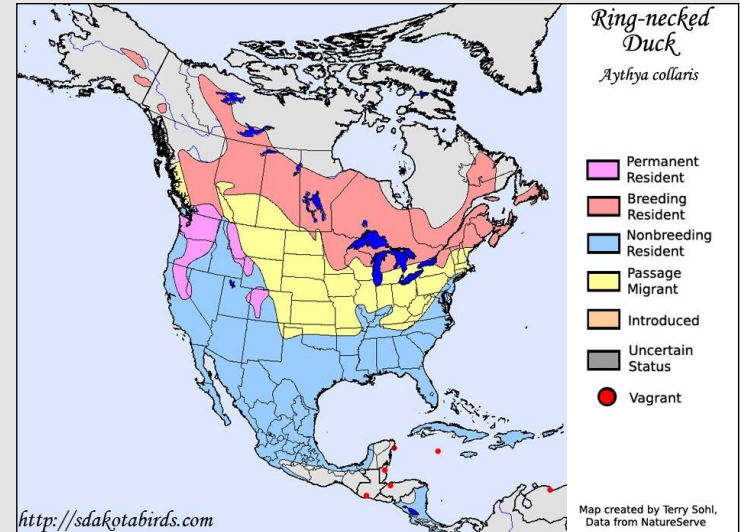 Ring-necked
Duck
Aythya collaris
Permanent
Resident
Breeding
Resident
Nonbreeding
Resident
Passage
Migrant
Introduced
Uncertain
Status
Vagrant
http://sdakotabirds.com
Map created by Terry Sohl,
Data from NatureServe